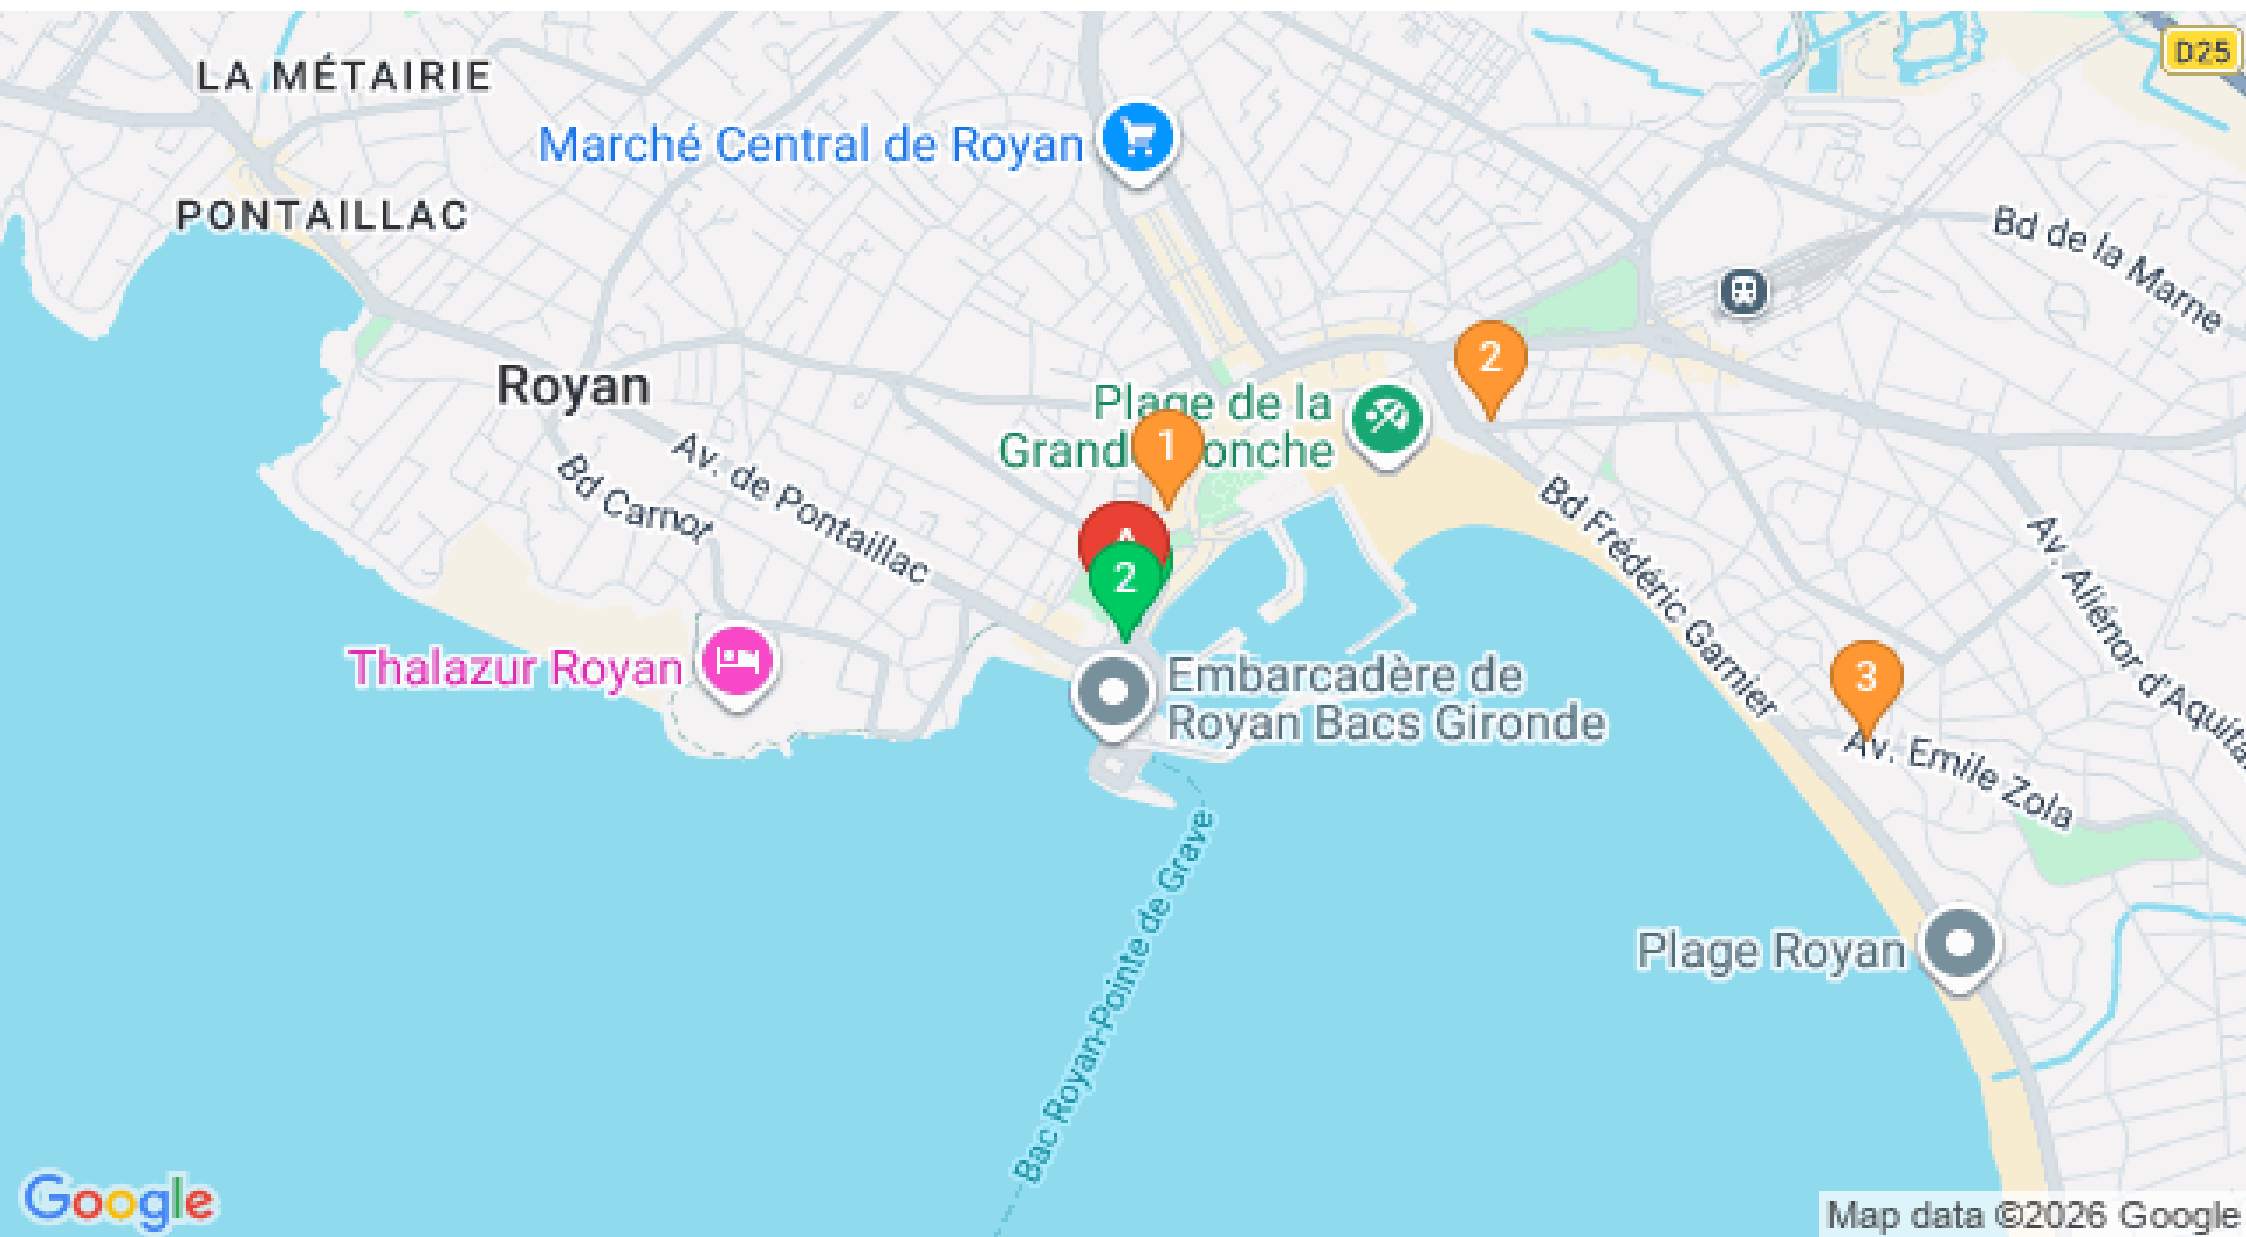 D25
LA MÉTAIRIE
Marché Central de Royan
PONTAILLAC
Bd de la Marne
2
Royan
Plage de la
Grande Conche
1
Av. de Pontaillac
Bd Carnot
A
2
Bd Frédéric Garnier
Av. Aliénor d'Aquita
Thalazur Royan
Embarcadère de
Royan Bacs Gironde
3
Av. Emile Zola
Bac Royan-Pointe de Grave
Plage Royan
Google
Map data ©2026 Google